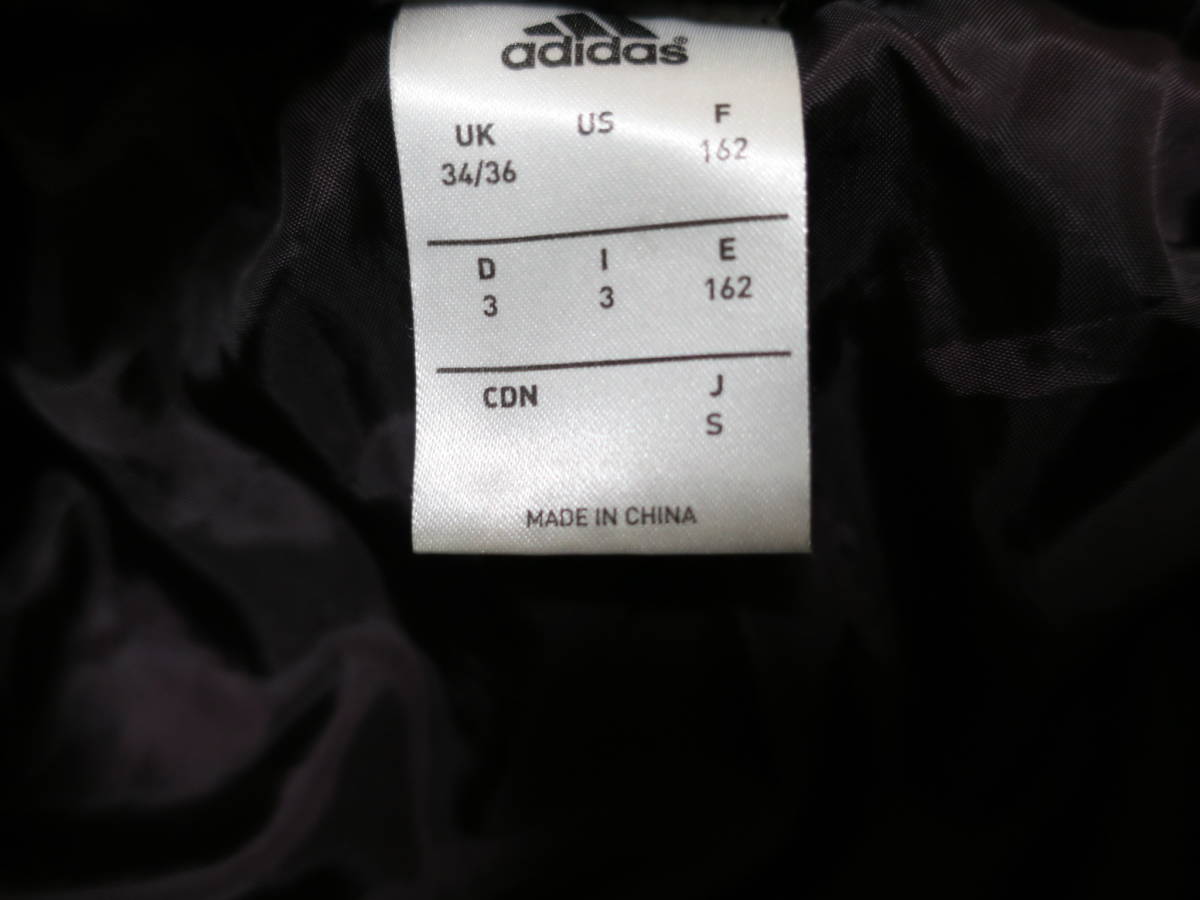 adidas®
UK US F
34/36 162
D I E
3 3 162
CDN J
S
MADE IN CHINA